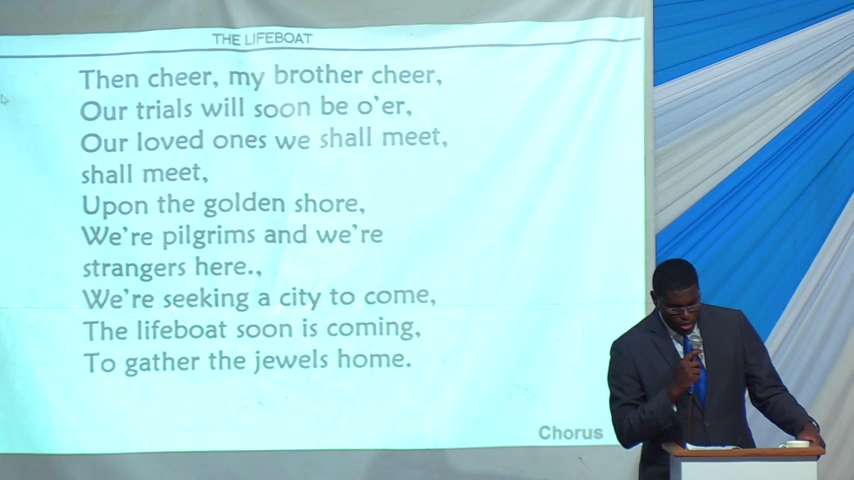 THE LIFEBOAT
Then cheer, my brother cheer,
Our trials will soon be o'er,
Our loved ones we shall meet,
shall meet,
Upon the golden shore,
We're pilgrims and we're
strangers here.,
We're seeking a city to come,
The lifeboat soon is coming,
To gather the jewels home.
Chorus